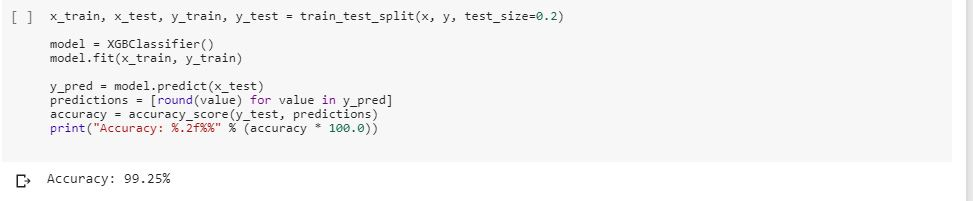 [ ] x_train, x_test, y_train, y_test = train_test_split(x, y, test_size=0.2)
model = XGBClassifier()
model.fit(x_train, y_train)
y_pred = model.predict(x_test)
predictions = [round(value) for value in y_pred]
accuracy = accuracy_score(y_test, predictions)
print("Accuracy: %.2f%%" % (accuracy * 100.0))
Accuracy: 99.25%